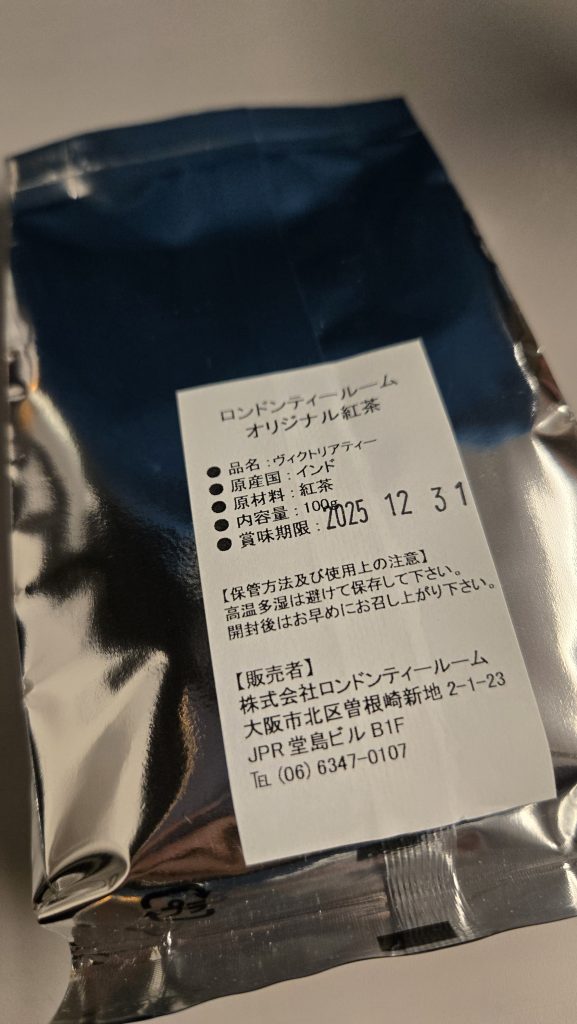 ロンドンティールーム
オリジナル紅茶
●品名：ヴィクトリアティー
●原産国：インド
●原材料：紅茶
●内容量：100g
●賞味期限：2025 12 31
【保管方法及び使用上の注意】
高温多湿は避けて保存して下さい。
開封後はお早めにお召し上がり下さい。
【販売者】
株式会社ロンドンティールーム
大阪市北区曽根崎新地 2-1-23
JPR 堂島ビル B1F
℡ (06) 6347-0107